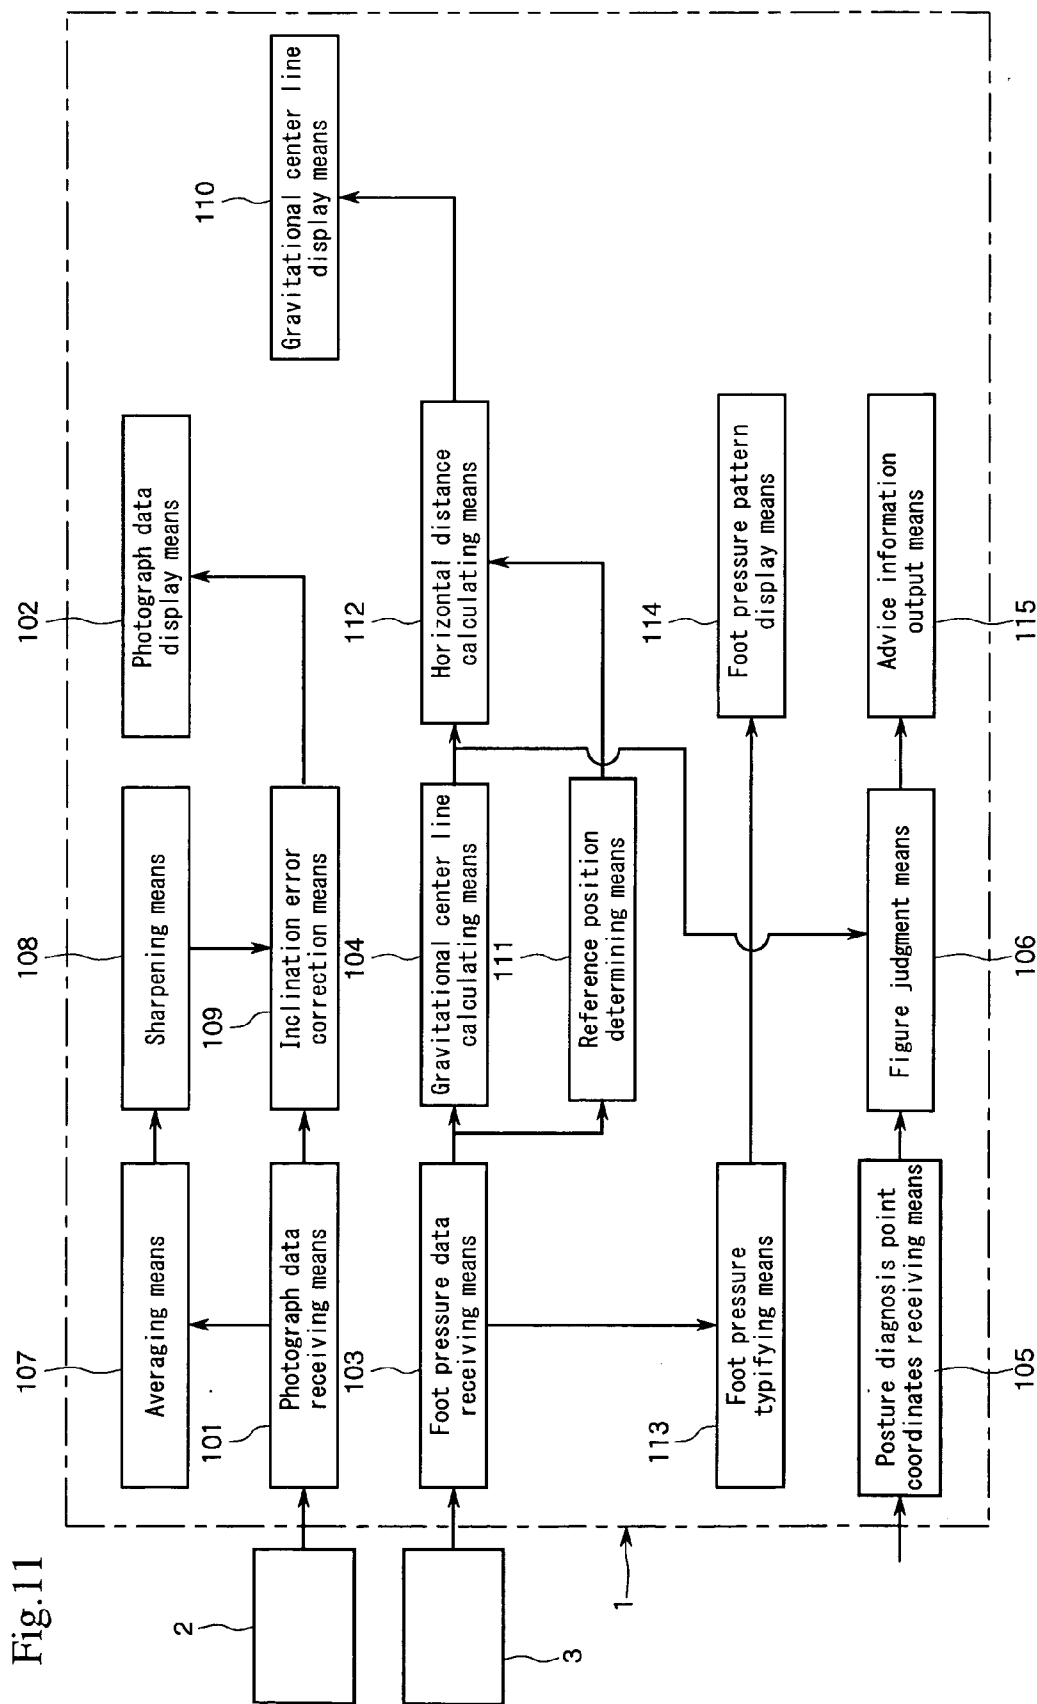 Fig.11
2
3
1
107
Averaging means
108
Sharpening means
102
Photograph data
display means
101
Photograph data
receiving means
109
Inclination error
correction means
110
Gravitational center line
display means
103
Foot pressure data
receiving means
104
Gravitational center line
calculating means
112
Horizontal distance
calculating means
111
Reference position
determining means
113
Foot pressure
typifying means
114
Foot pressure pattern
display means
Posture diagnosis point
coordinates receiving means
105
Figure judgment means
106
Advice information
output means
115